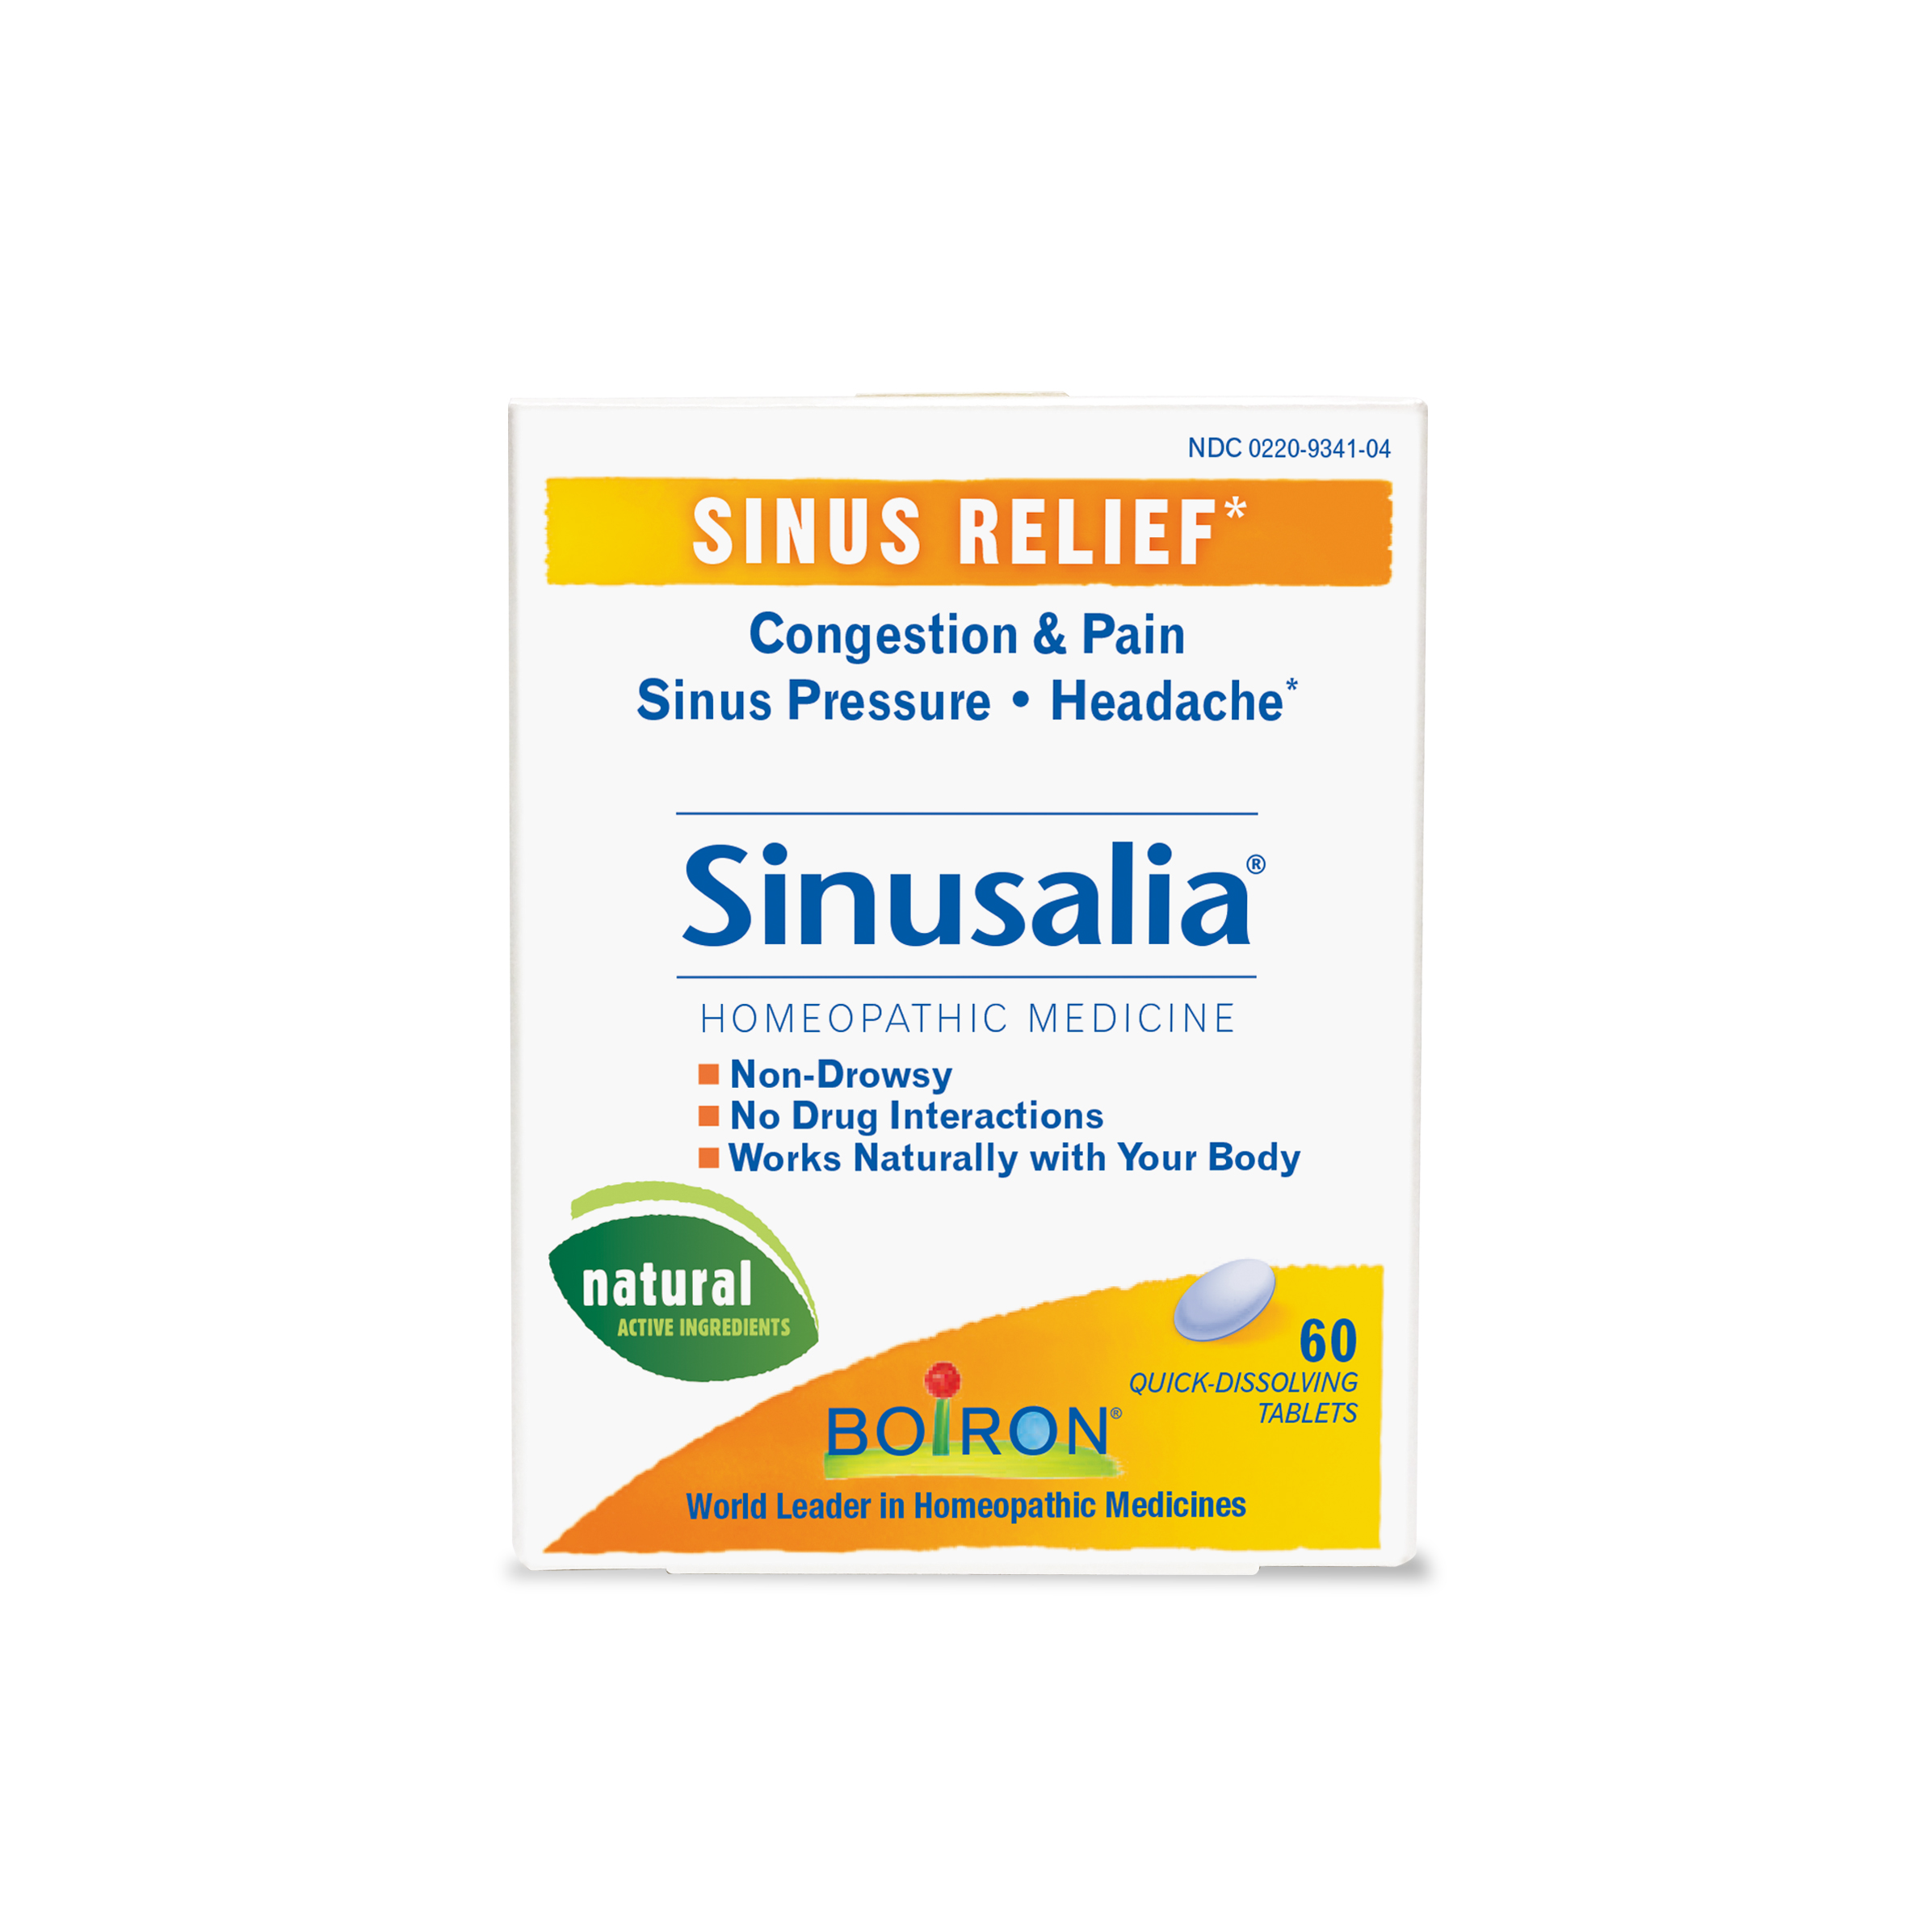 NDC 0220-9341-04
SINUS RELIEF*
Congestion & Pain
Sinus Pressure • Headache*
Sinusalia®
HOMEOPATHIC MEDICINE
Non-Drowsy
No Drug Interactions
Works Naturally with Your Body
natural
ACTIVE INGREDIENTS
60
QUICK-DISSOLVING
TABLETS
BOIRON®
World Leader in Homeopathic Medicines